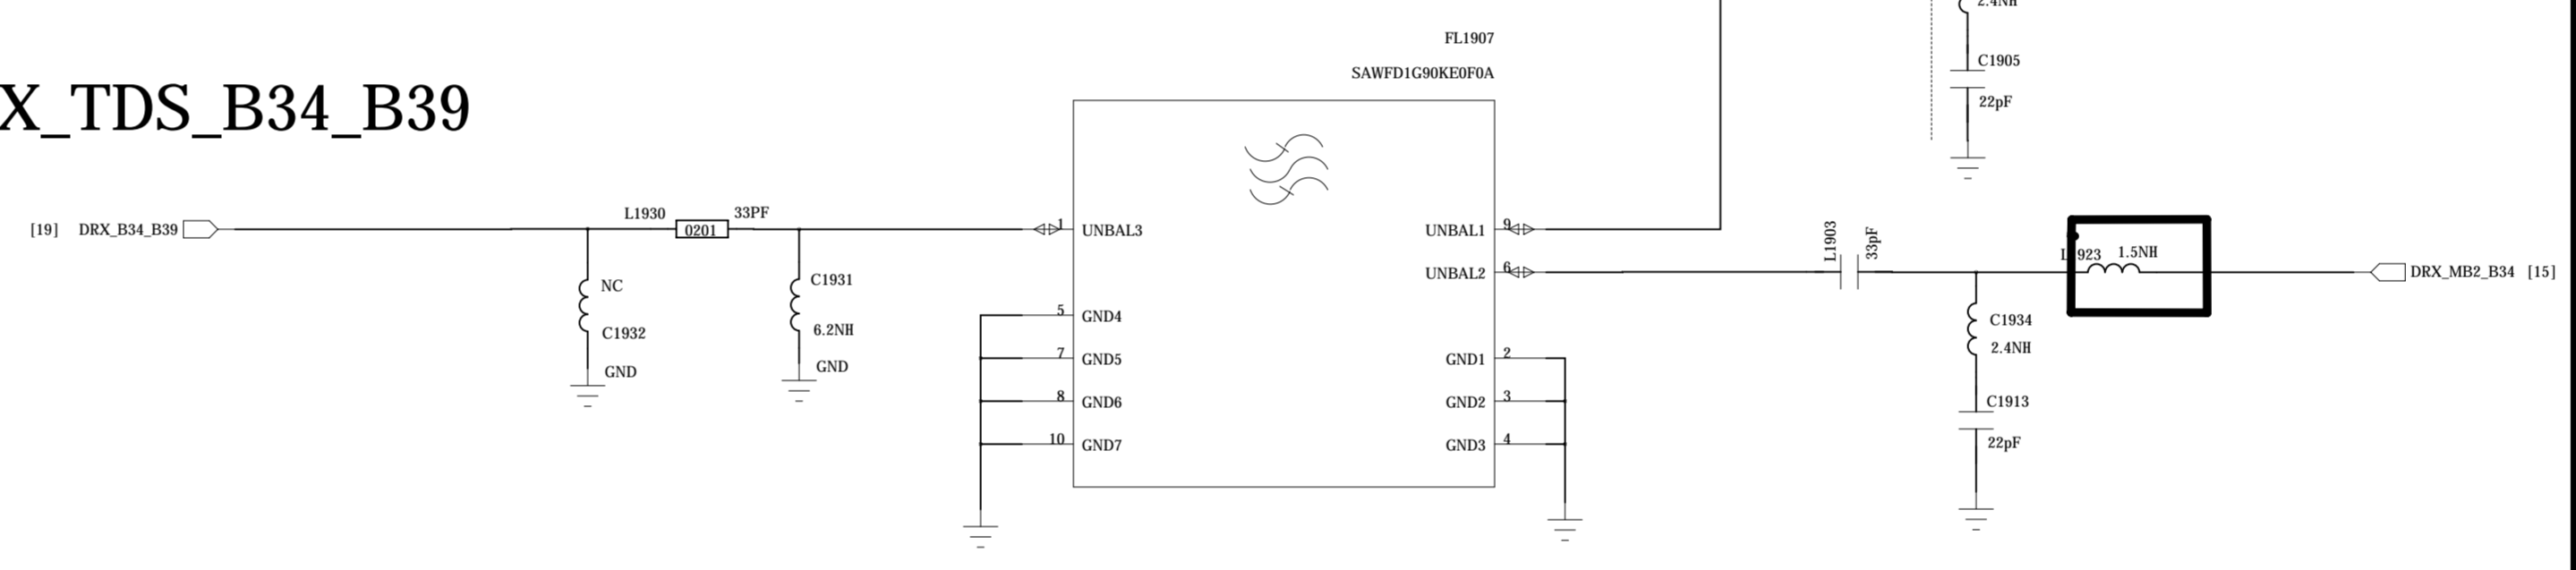 2.4NH
FL1907
C1905
SAWFD1G90KE0F0A
22pF
X_TDS_B34_B39
[19] DRX_B34_B39
L1930 33PF
0201
1 UNBAL3
UNBAL1 9
L1903 33pF
L1923 1.5NH
UNBAL2 6
DRX_MB2_B34 [15]
NC
C1932
GND
C1931
6.2NH
GND
5 GND4
7 GND5
8 GND6
10 GND7
GND1 2
GND2 3
GND3 4
C1934
2.4NH
C1913
22pF